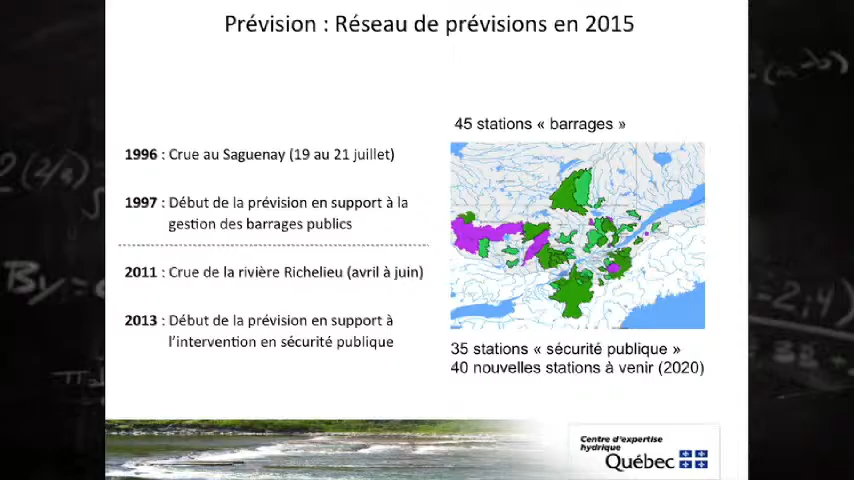 Prévision : Réseau de prévisions en 2015
45 stations « barrages »
1996 : Crue au Saguenay (19 au 21 juillet)
1997 : Début de la prévision en support à la
gestion des barrages publics
2011 : Crue de la rivière Richelieu (avril à juin)
2013 : Début de la prévision en support à
l'intervention en sécurité publique
35 stations « sécurité publique »
40 nouvelles stations à venir (2020)
Centre d'expertise
hydrique
Québec